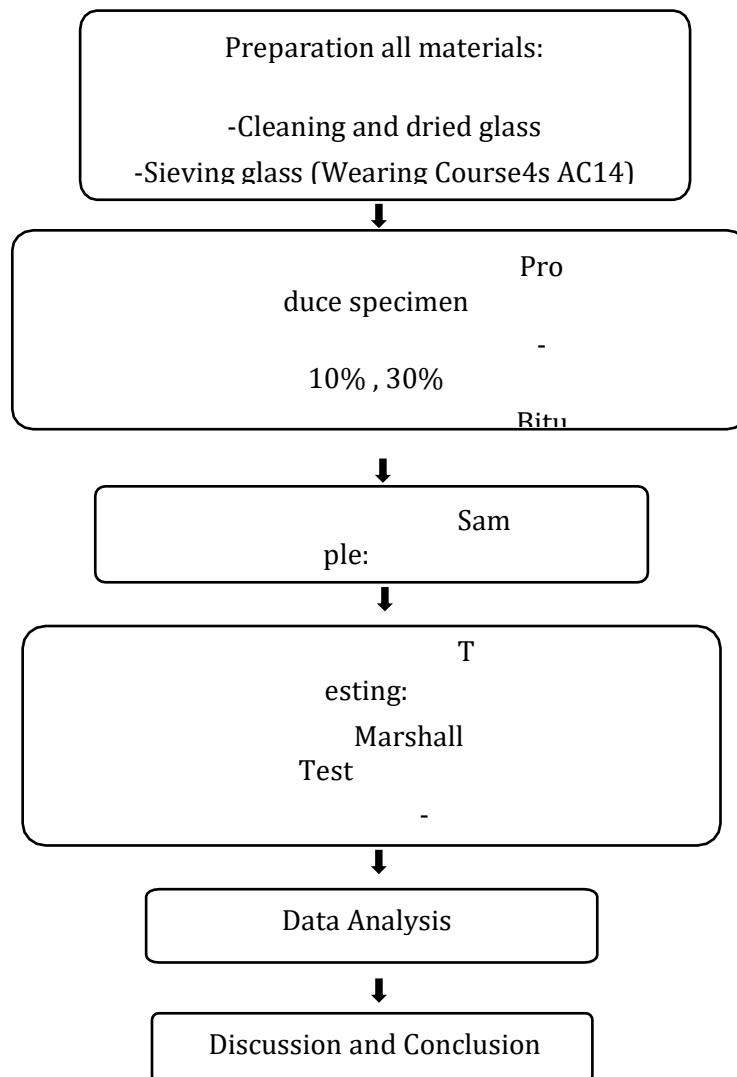 Preparation all materials:
-Cleaning and dried glass
-Sieving glass (Wearing Course4s AC14)
Pro
duce specimen
-
10% , 30%
Bitu
Sam
ple:
T
esting:
Marshall
Test
-
Data Analysis
Discussion and Conclusion